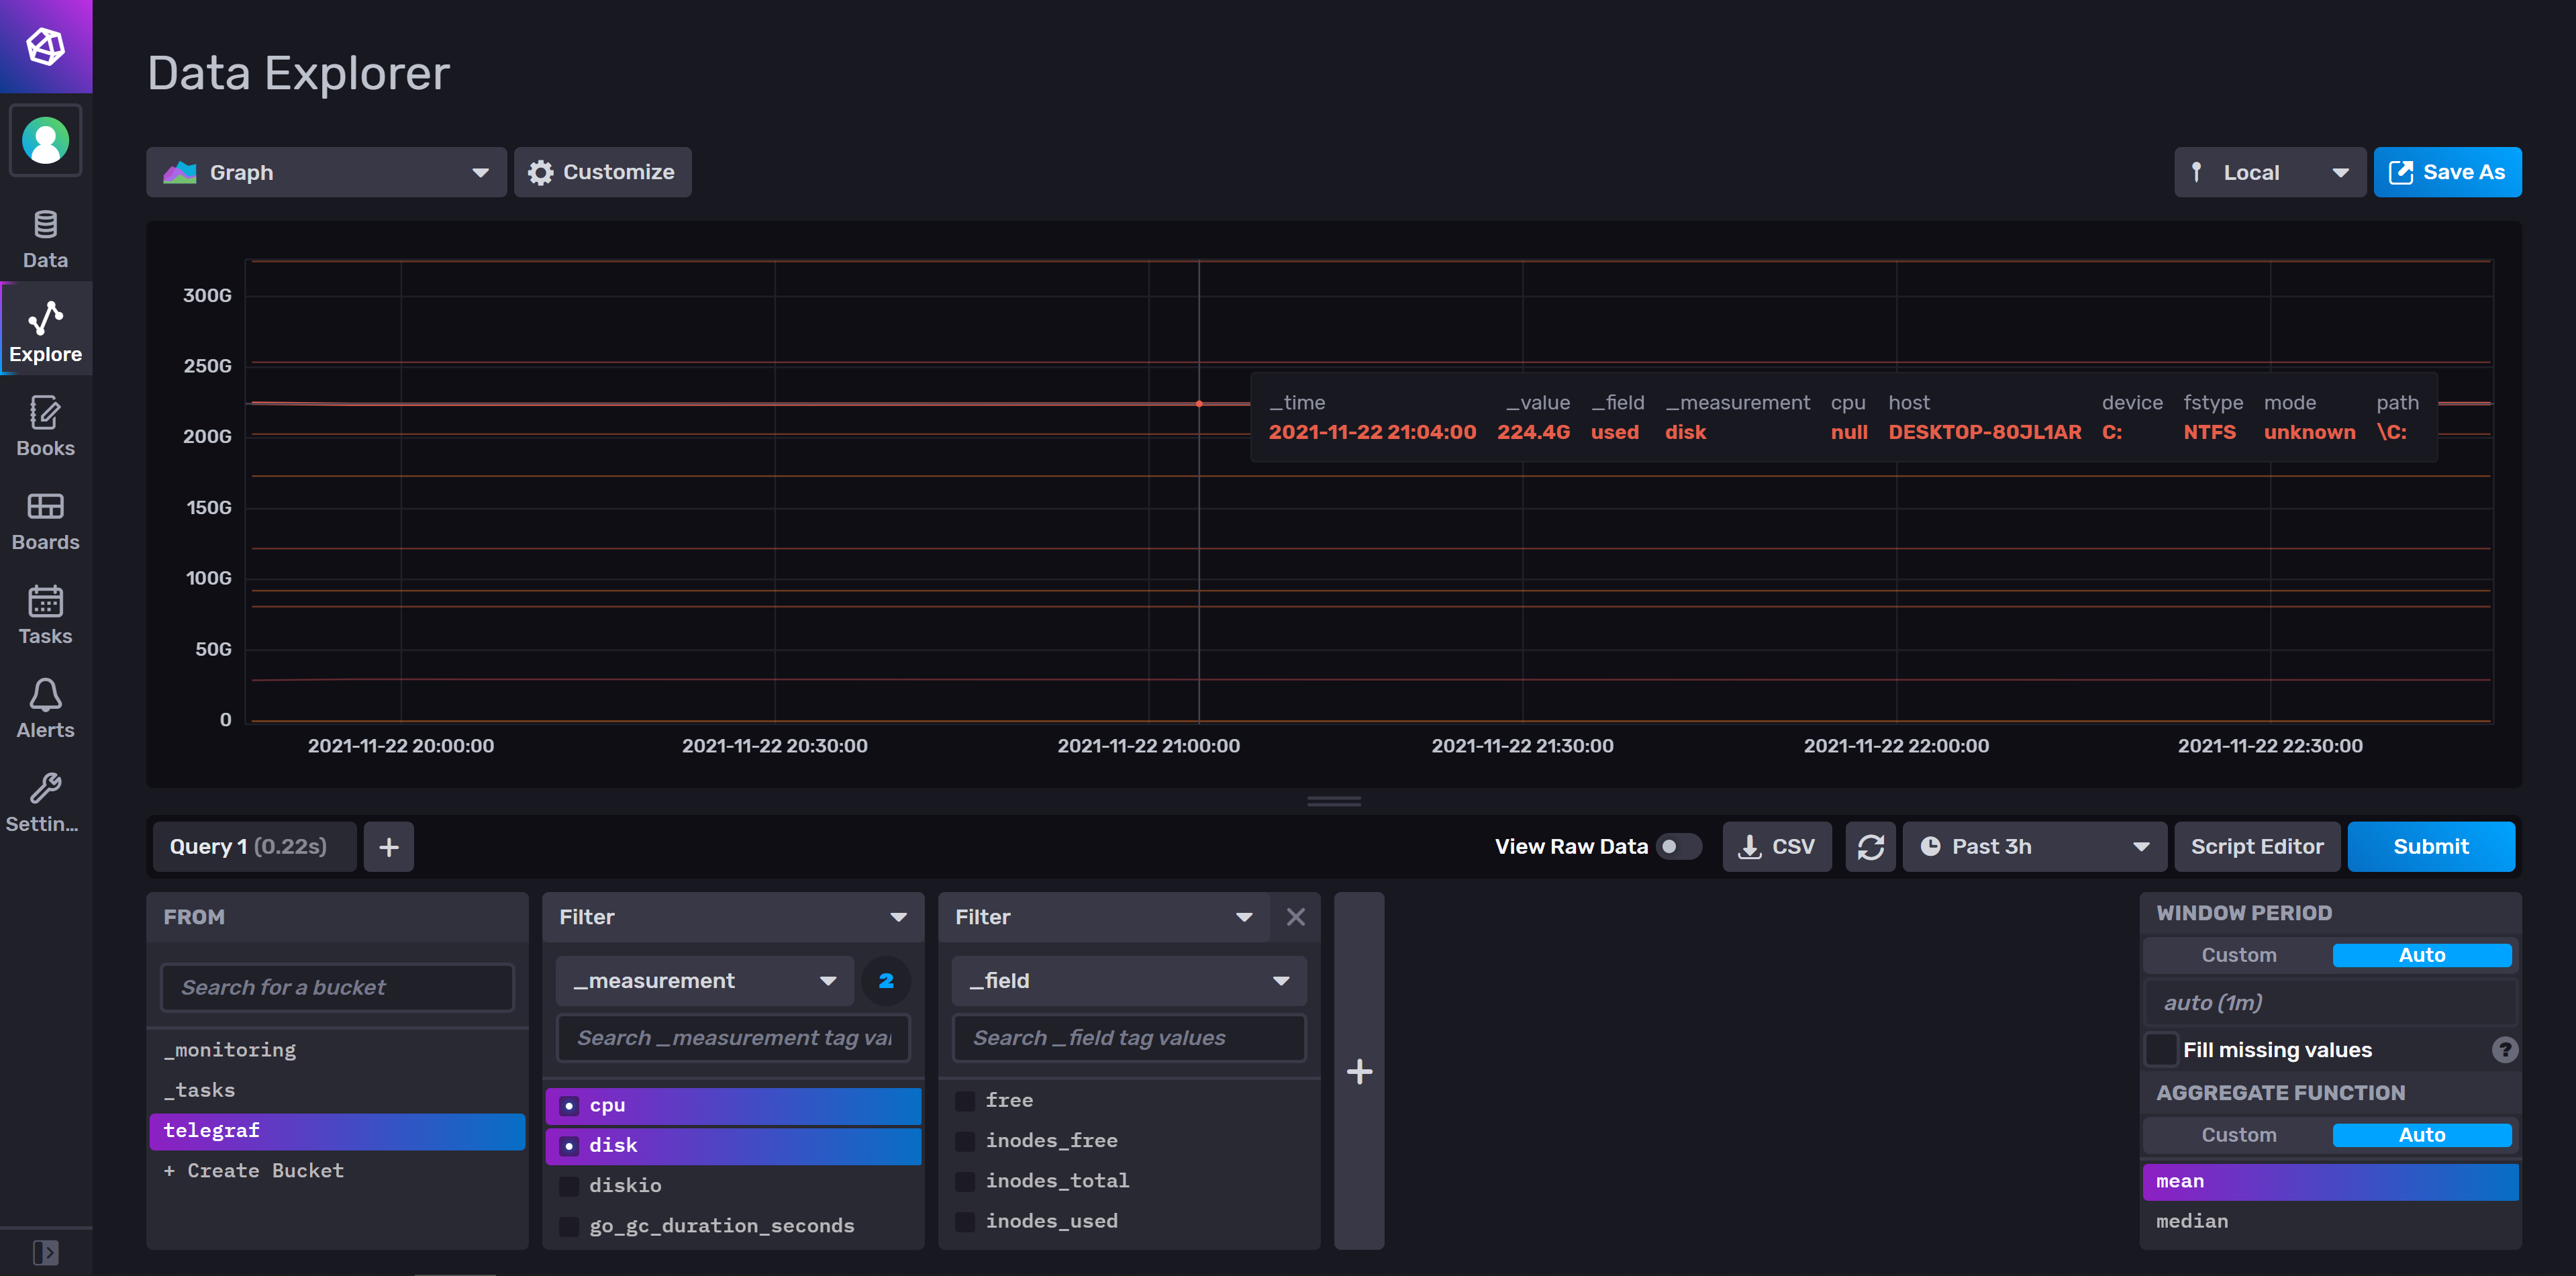 Data Explorer
Graph
Customize
Local
Save As
Data
Explore
Books
Boards
Tasks
Alerts
Settin...
300G
250G
200G
150G
100G
50G
0
_time _value _field _measurement cpu host device fstype mode path
2021-11-22 21:04:00 224.4G used disk null DESKTOP-80JL1AR C: NTFS unknown \C:
2021-11-22 20:00:00 2021-11-22 20:30:00 2021-11-22 21:00:00 2021-11-22 21:30:00 2021-11-22 22:00:00 2021-11-22 22:30:00
Query 1 (0.22s)
+
View Raw Data
CSV
Past 3h
Script Editor
Submit
FROM
Search for a bucket
_monitoring
_tasks
telegraf
+ Create Bucket
Filter
_measurement
2
Search _measurement tag val
cpu
disk
diskio
go_gc_duration_seconds
Filter
_field
Search _field tag values
free
inodes_free
inodes_total
inodes_used
+
WINDOW PERIOD
Custom Auto
auto (1m)
Fill missing values ?
AGGREGATE FUNCTION
Custom Auto
mean
median